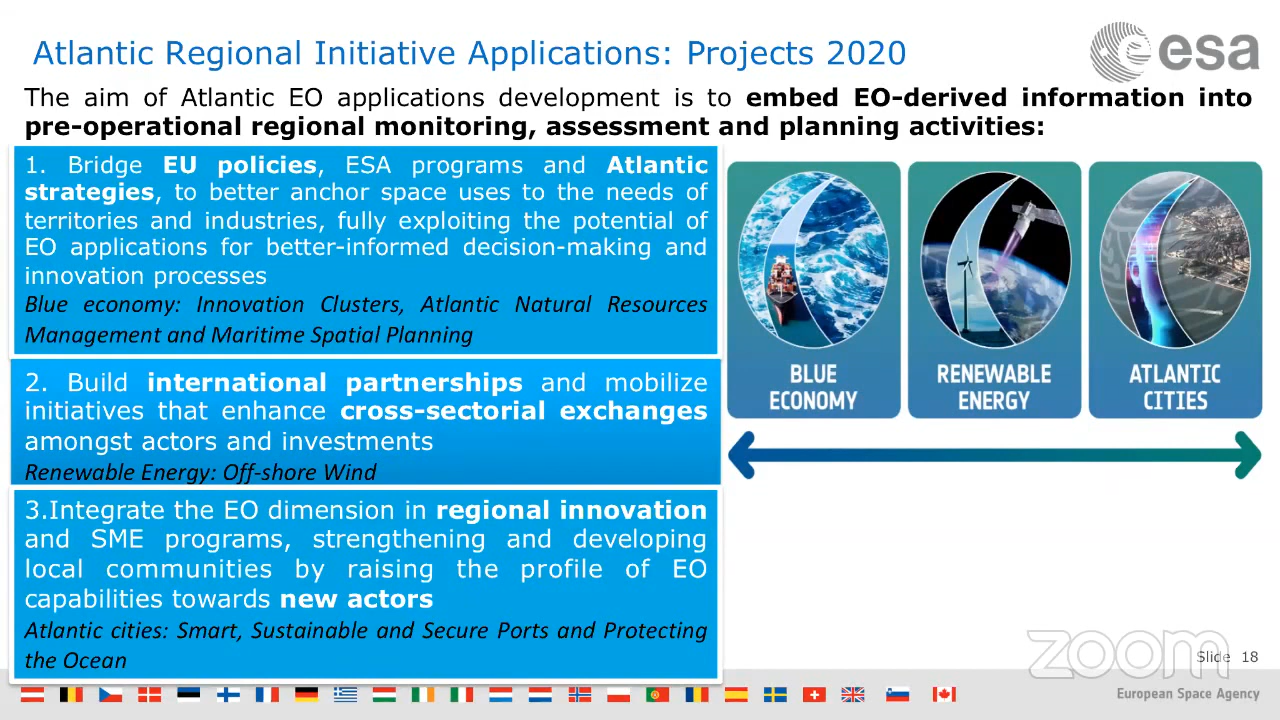 Atlantic Regional Initiative Applications: Projects 2020
esa
The aim of Atlantic EO applications development is to embed EO-derived information into
pre-operational regional monitoring, assessment and planning activities:
1. Bridge EU policies, ESA programs and Atlantic
strategies, to better anchor space uses to the needs of
territories and industries, fully exploiting the potential of
EO applications for better-informed decision-making and
innovation processes
Blue economy: Innovation Clusters, Atlantic Natural Resources
Management and Maritime Spatial Planning
2. Build international partnerships and mobilize
initiatives that enhance cross-sectorial exchanges
amongst actors and investments
Renewable Energy: Off-shore Wind
3.Integrate the EO dimension in regional innovation
and SME programs, strengthening and developing
local communities by raising the profile of EO
capabilities towards new actors
Atlantic cities: Smart, Sustainable and Secure Ports and Protecting
the Ocean
BLUE
ECONOMY
RENEWABLE
ENERGY
ATLANTIC
CITIES
zoom
Slide 18
European Space Agency